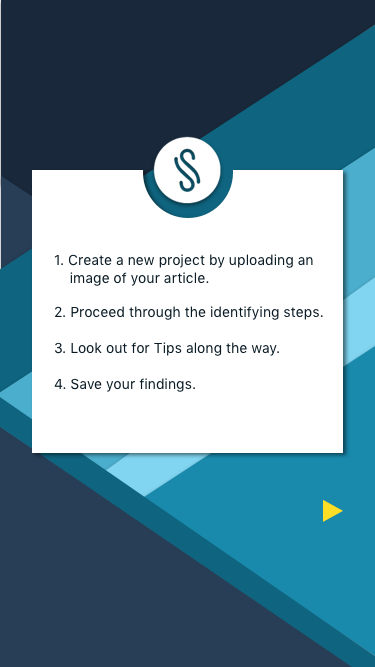 1. Create a new project by uploading an
image of your article.
2. Proceed through the identifying steps.
3. Look out for Tips along the way.
4. Save your findings.